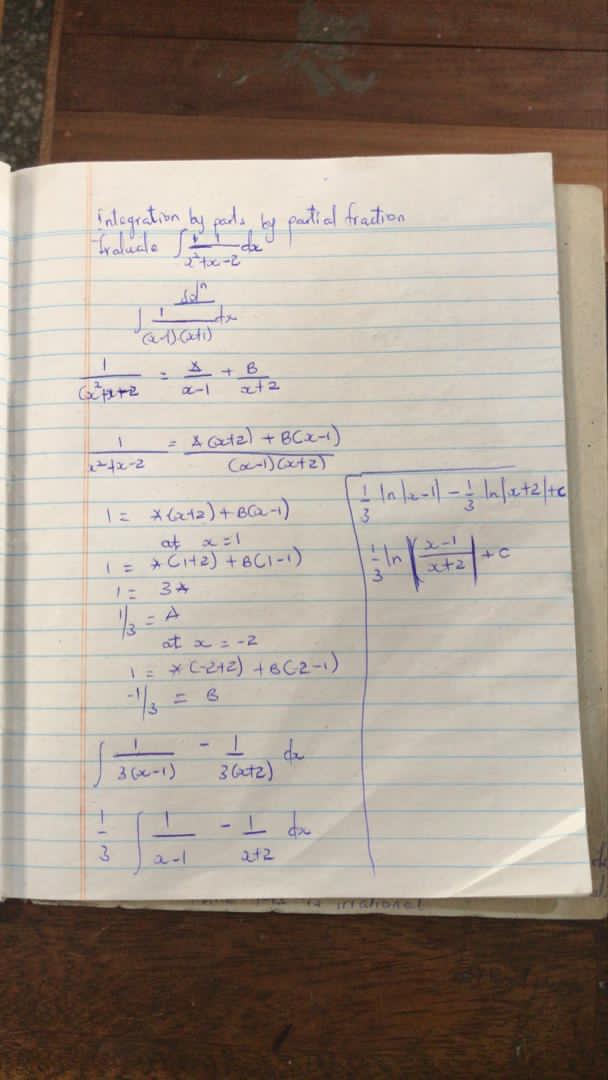 Integration by parts by partial fraction
Evaluate ∫ 1/(x²+x-2) dx
Sdⁿ
∫ 1/((x-1)(x+1)) dx
1/(x²+x+2) = A/(x-1) + B/(x+2)
1/(x²+x-2) = (A(x+2) + B(x-1))/((x-1)(x+2))
1 = A(x+2) + B(x-1)
at x=1
1 = A(1+2) + B(1-1)
1 = 3A
1/3 = A
at x = -2
1 = A(-2+2) + B(-2-1)
-1/3 = B
∫ 1/(3(x-1)) - 1/(3(x+2)) dx
1/3 ∫ 1/(x-1) - 1/(x+2) dx
1/3 ln|x-1| - 1/3 ln|x+2| + c
1/3 ln |(x-1)/(x+2)| + c
is irrational